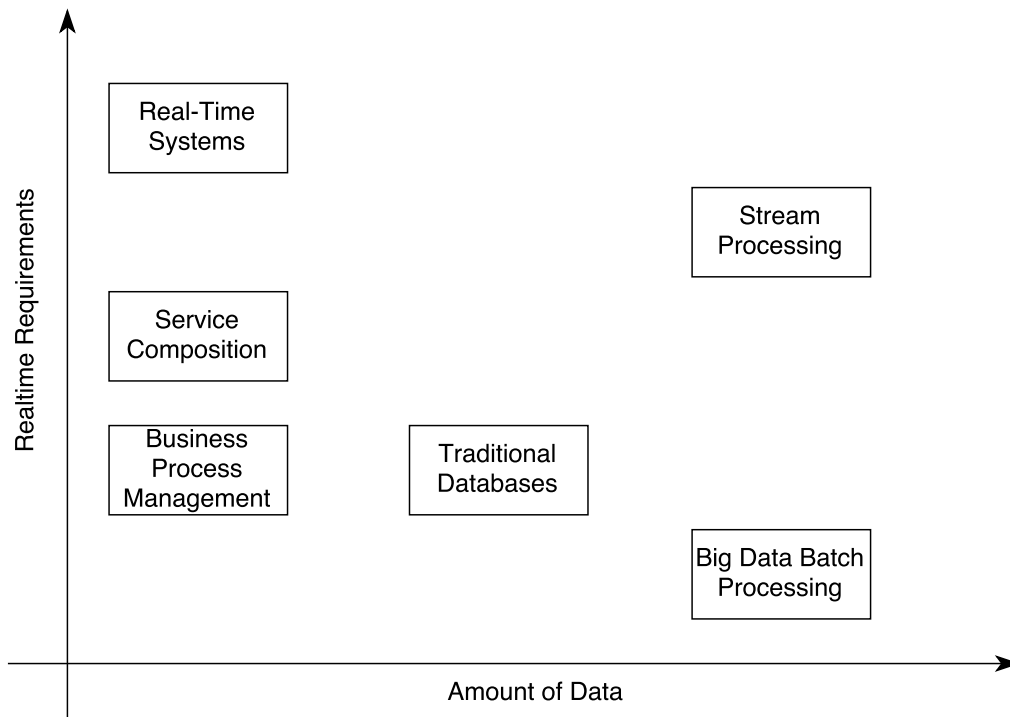 Real-Time
Systems
Stream
Processing
Realtime Requirements
Service
Composition
Business
Process
Management
Traditional
Databases
Big Data Batch
Processing
Amount of Data